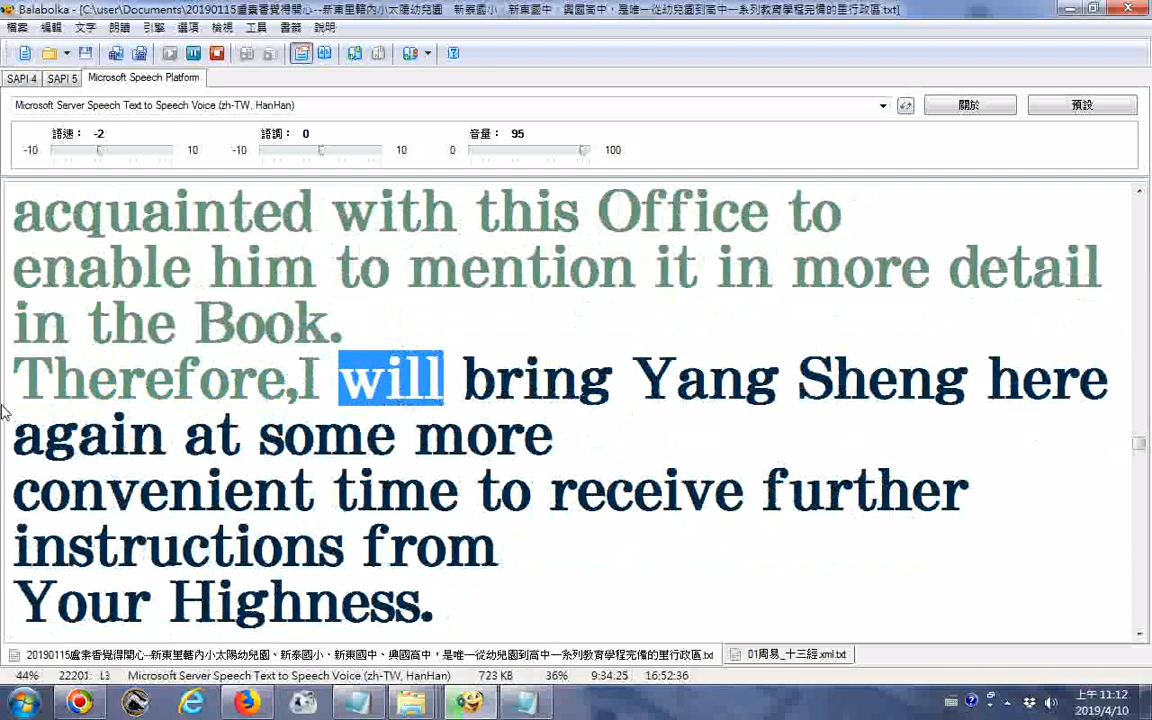 Balabolka - [C:\user\Documents\20190115盧素香覺得開心--新東里轄內小太陽幼兒園、新泰國小、新東國中、興國高中，是唯一從幼兒園到高中一系列教育學程完備的里行政區.txt]
檔案 編輯 文字 朗讀 引擎 選項 檢視 工具 書籤 說明
SAPI 4 SAPI 5 Microsoft Speech Platform
Microsoft Server Speech Text to Speech Voice (zh-TW, HanHan) 關於 預設
語速： -2 語調： 0 音量： 95
-10 10 -10 10 0 100
acquainted with this Office to
enable him to mention it in more detail
in the Book.
Therefore,I will bring Yang Sheng here
again at some more
convenient time to receive further
instructions from
Your Highness.
20190115盧素香覺得開心--新東里轄內小太陽幼兒園、新泰國小、新東國中、興國高中，是唯一從幼兒園到高中一系列教育學程完備的里行政區.txt 01周易_十三經.xml.txt
44% 22201: 13 Microsoft Server Speech Text to Speech Voice (zh-TW, HanHan) 723 KB 36% 9:34.25 16:52:36
上午 11:12
2019/4/10